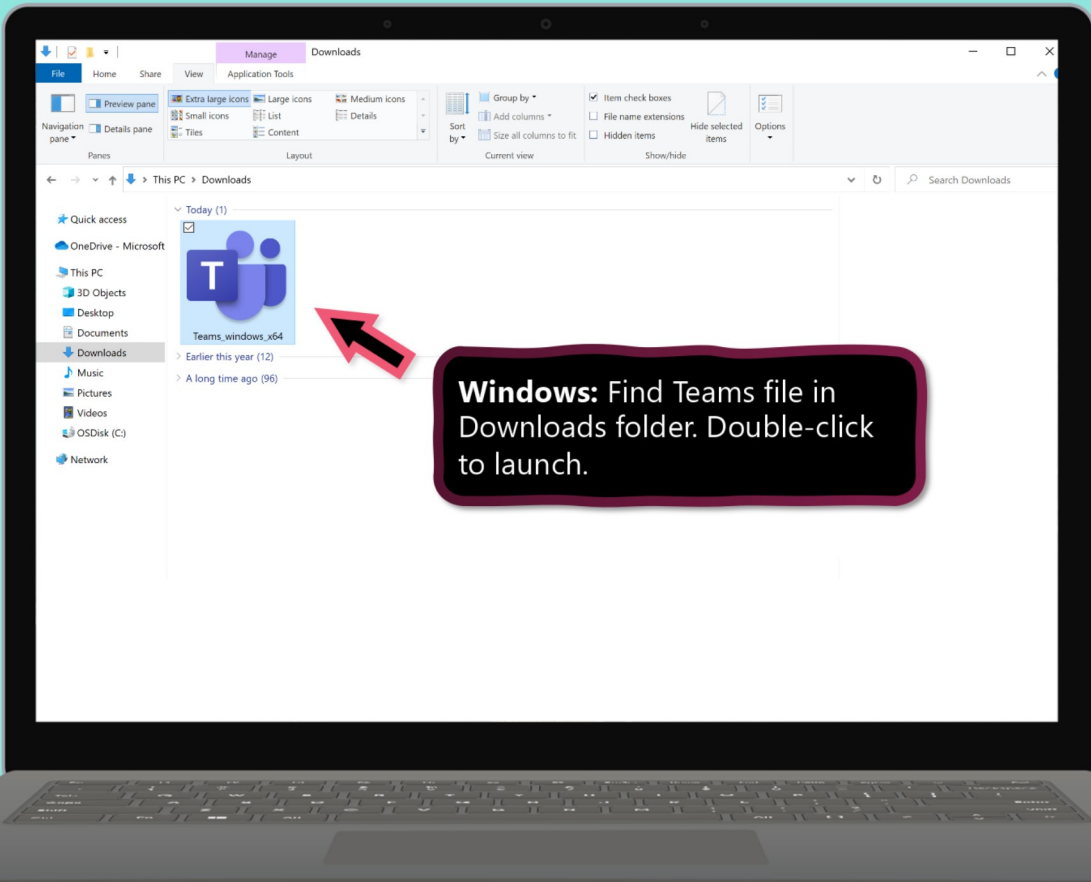 Manage
Downloads
File
Home
Share
View
Application Tools
Preview pane
Details pane
Navigation
pane
Panes
Extra large icons
Large icons
Medium icons
Small icons
List
Details
Tiles
Content
Layout
Sort
by
Group by
Add columns
Size all columns to fit
Current view
Item check boxes
File name extensions
Hidden items
Hide selected
items
Show/hide
Options
This PC > Downloads
Search Downloads
Quick access
OneDrive - Microsoft
This PC
3D Objects
Desktop
Documents
Downloads
Music
Pictures
Videos
OSDisk (C:)
Network
Today (1)
T
Teams_windows_x64
Earlier this year (12)
A long time ago (96)
Windows: Find Teams file in
Downloads folder. Double-click
to launch.